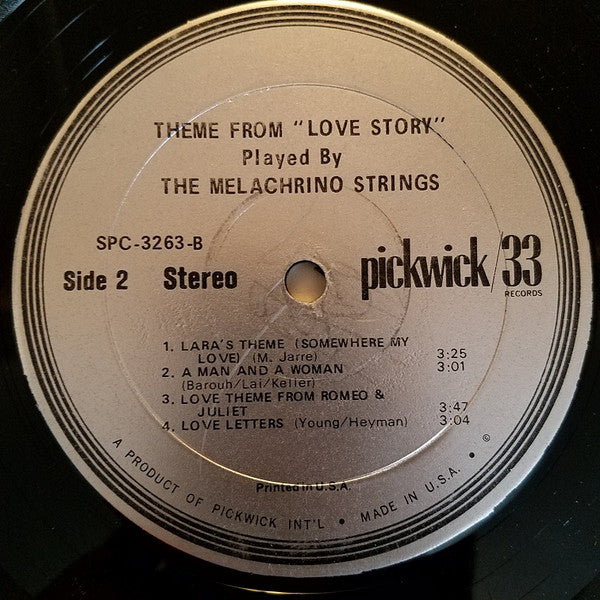 THEME FROM "LOVE STORY"
Played By
THE MELACHRINO STRINGS
SPC-3263-B
Side 2 Stereo
pickwick/33
RECORDS
1. LARA'S THEME (SOMEWHERE MY
LOVE) (M. Jarre) 3:25
2. A MAN AND A WOMAN 3:01
(Barouh/Lai/Keller)
3. LOVE THEME FROM ROMEO &
JULIET 3:47
4. LOVE LETTERS (Young/Heyman) 3:04
Printed in U.S.A.
A PRODUCT OF PICKWICK INT'L • MADE IN U.S.A. • ©